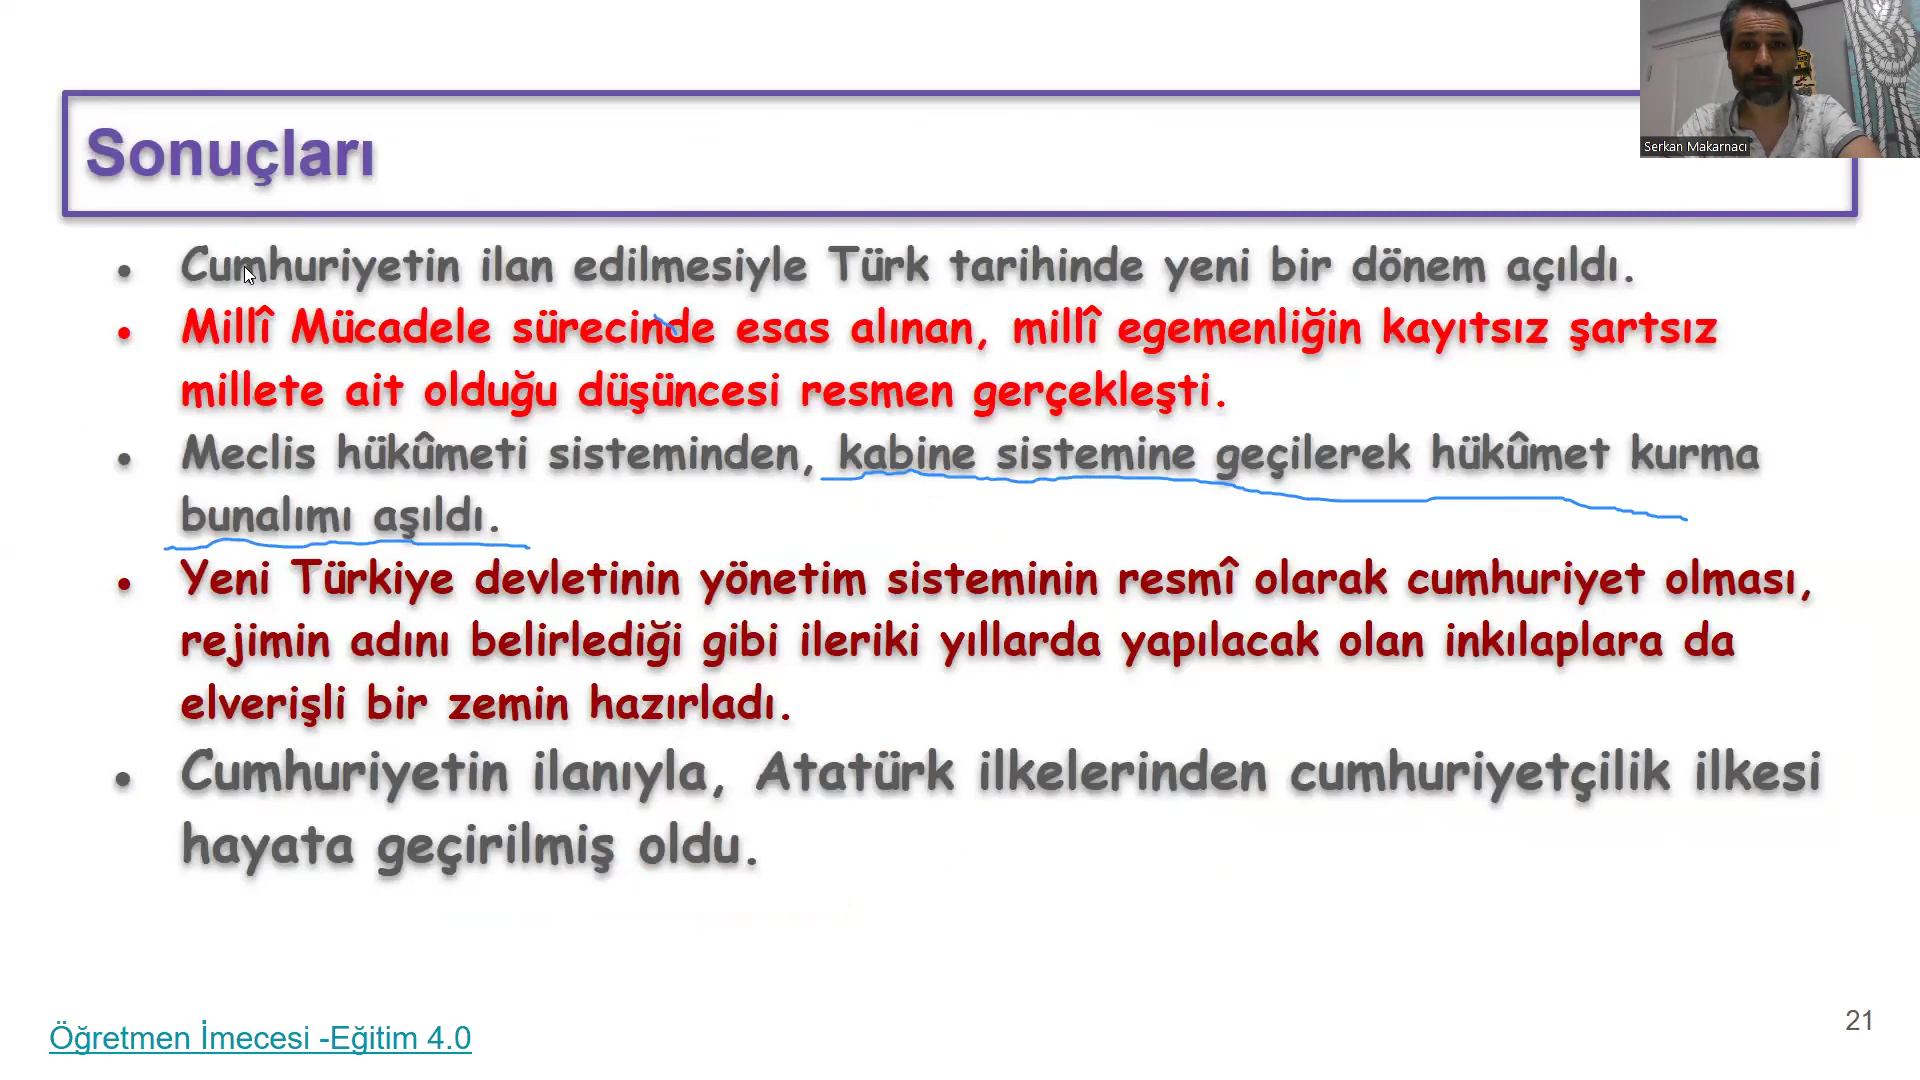 Serkan Makarnacı
Sonuçları
• Cumhuriyetin ilan edilmesiyle Türk tarihinde yeni bir dönem açıldı.
• Millî Mücadele sürecinde esas alınan, millî egemenliğin kayıtsız şartsız
millete ait olduğu düşüncesi resmen gerçekleşti.
• Meclis hükûmeti sisteminden, kabine sistemine geçilerek hükûmet kurma
bunalımı aşıldı.
• Yeni Türkiye devletinin yönetim sisteminin resmî olarak cumhuriyet olması,
rejimin adını belirlediği gibi ileriki yıllarda yapılacak olan inkılaplara da
elverişli bir zemin hazırladı.
• Cumhuriyetin ilanıyla, Atatürk ilkelerinden cumhuriyetçilik ilkesi
hayata geçirilmiş oldu.
Öğretmen İmecesi -Eğitim 4.0
21